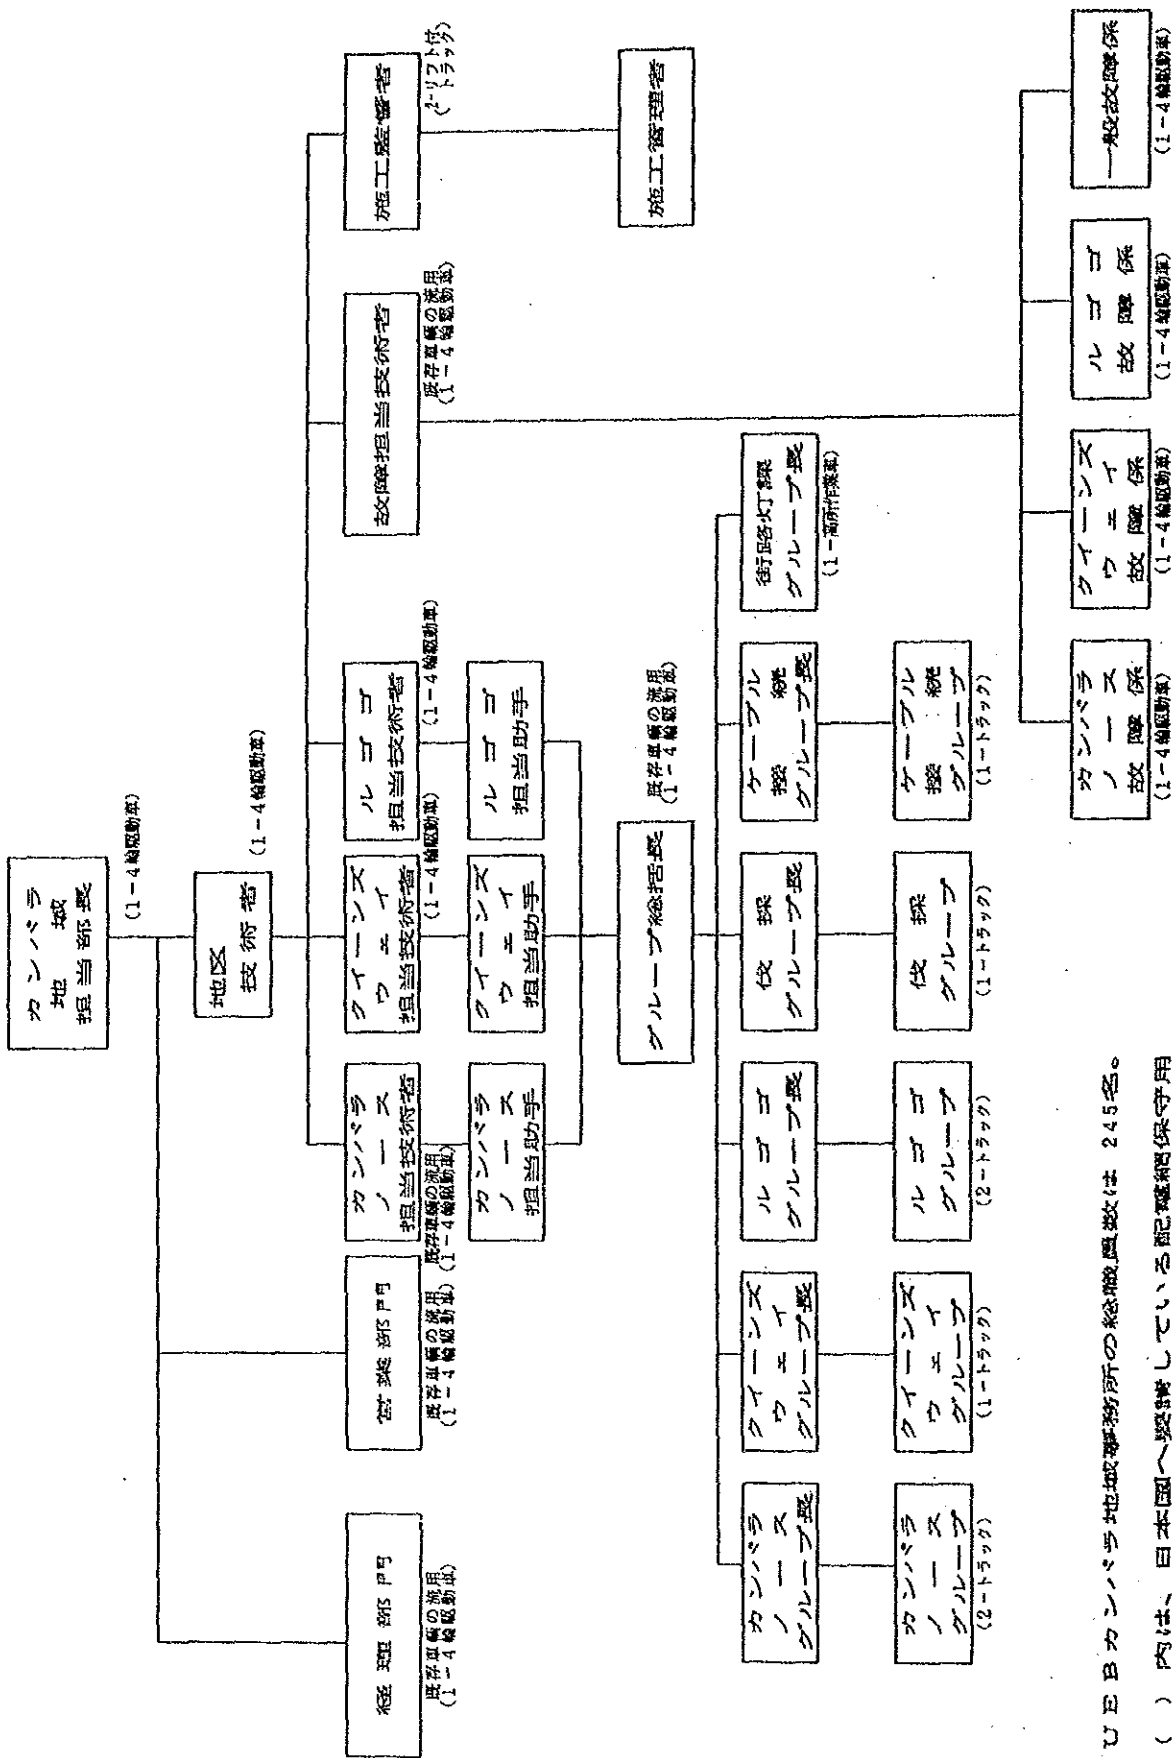 カンパラ
地域
担当部長
(1-4輪駆動車)
地区
技術者
(1-4輪駆動車)
経理部門
既存車輌の流用
(1-4輪駆動車)
営業部門
既存車輌の流用
(1-4輪駆動車)
カンパラ
ノース
担当技術者
既存車輌の流用
(1-4輪駆動車)
クイーンズ
ウェイ
担当技術者
(1-4輪駆動車)
ルゴゴ
担当技術者
(1-4輪駆動車)
故障担当技術者
既存車輌の流用
(1-4輪駆動車)
施工監督者
(2-リフト付
トラック)
カンパラ
ノース
担当助手
クイーンズ
ウェイ
担当助手
ルゴゴ
担当助手
施工管理者
グループ総括長
既存車輌の流用
(1-4輪駆動車)
カンパラ
ノース
グループ長
クイーンズ
ウェイ
グループ長
ルゴゴ
グループ長
伐採
グループ長
ケーブル
接続
グループ長
街路灯課
グループ長
(1-高所作業車)
カンパラ
ノース
グループ
(2-トラック)
クイーンズ
ウェイ
グループ
(1-トラック)
ルゴゴ
グループ
(2-トラック)
伐採
グループ
(1-トラック)
ケーブル
接続
グループ
(1-トラック)
カンパラ
ノース
故障係
(1-4輪駆動車)
クイーンズ
ウェイ
故障係
(1-4輪駆動車)
ルゴゴ
故障係
(1-4輪駆動車)
一般故障係
(1-4輪駆動車)
UEBカンパラ地域事務所の総職員数は 245名。
( ) 内は、日本国へ要請している配電網保守用